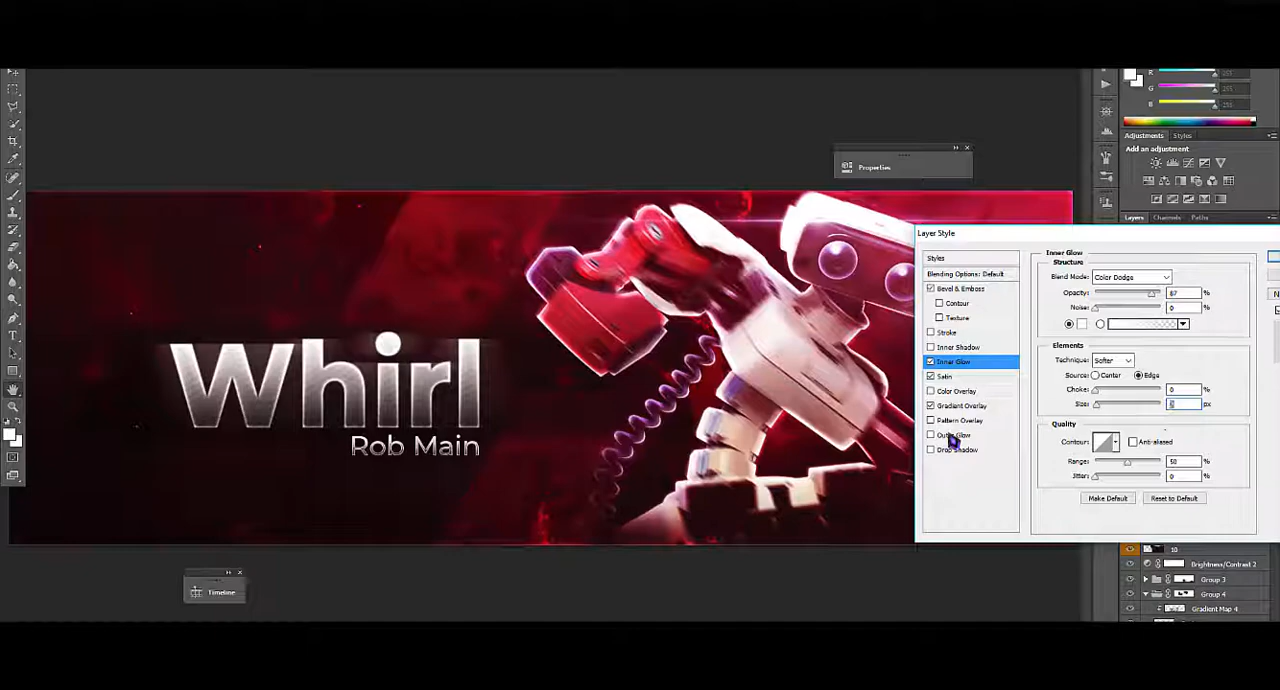 R
255
G
255
B
255
Adjustments Styles
Add an adjustment
Properties
Layers Channels Paths
Layer Style
Styles
Blending Options: Default
Bevel & Emboss
Contour
Texture
Stroke
Inner Shadow
Inner Glow
Satin
Color Overlay
Gradient Overlay
Pattern Overlay
Outer Glow
Drop Shadow
Inner Glow
Structure
Blend Mode: Color Dodge
Opacity: 87 %
Noise: 0 %
Elements
Technique: Softer
Source: Center Edge
Choke: 0 %
Size: px
Quality
Contour: Anti-aliased
Range: 50 %
Jitter: 0 %
Make Default Reset to Default
N
Whirl
Rob Main
Timeline
10
Brightness/Contrast 2
Group 3
Group 4
Gradient Map 4